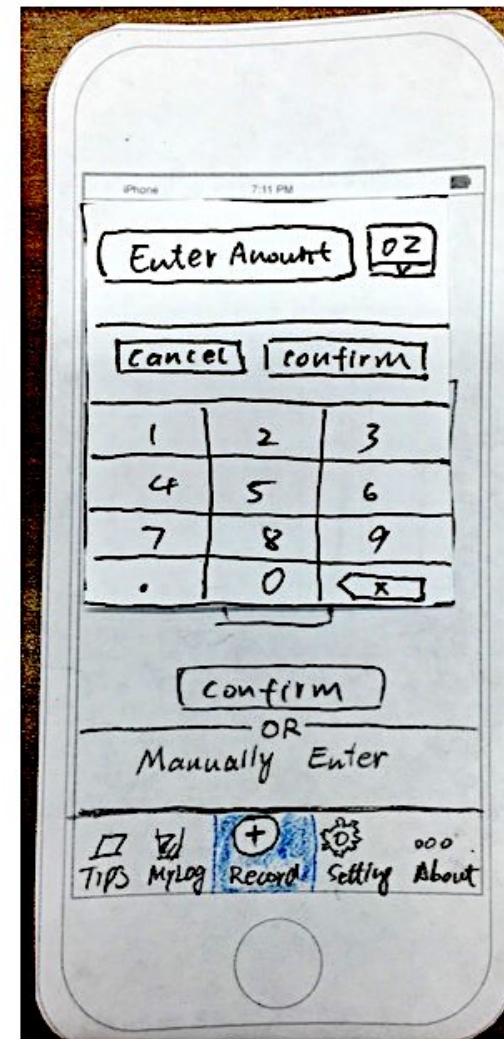 iPhone 7:11 PM
Enter Amount OZ
Cancel Confirm
1 2 3
4 5 6
7 8 9
. 0 X
Confirm
OR
Manually Enter
TIPS MyLog Record Setting About